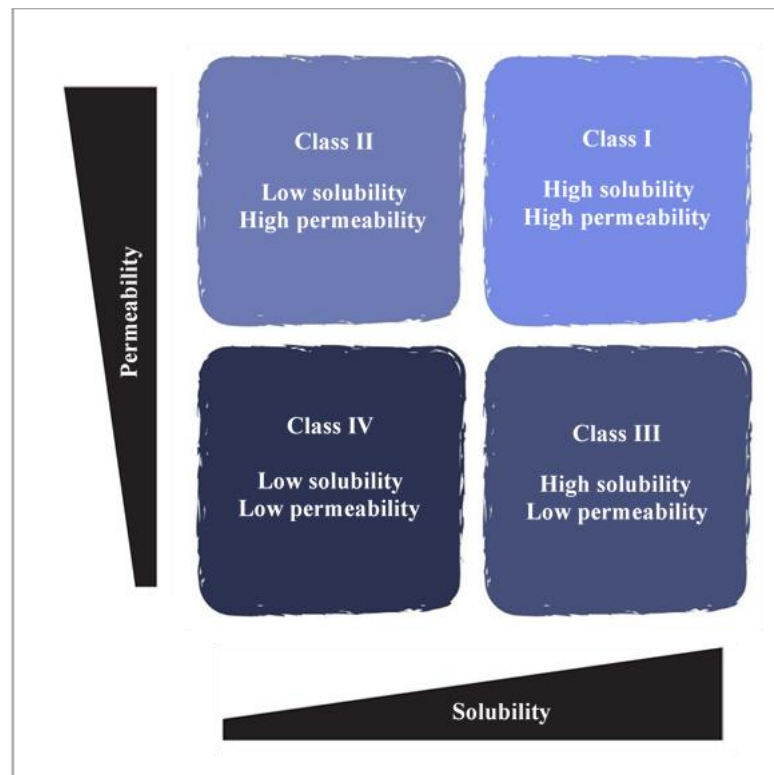 Permeability
Class II
Low solubility
High permeability
Class I
High solubility
High permeability
Class IV
Low solubility
Low permeability
Class III
High solubility
Low permeability
Solubility